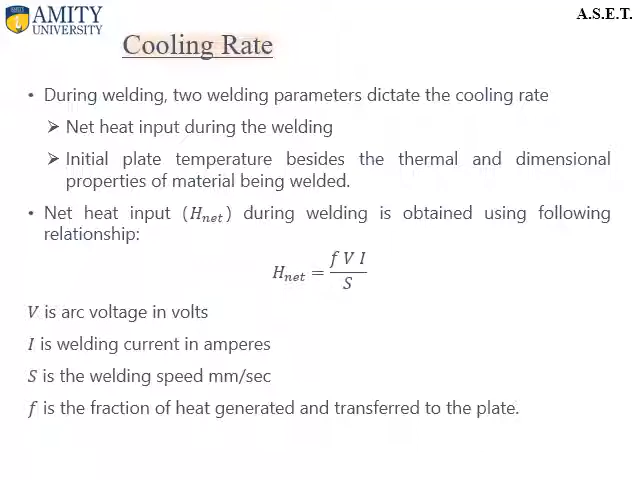 AMITY
UNIVERSITY
A.S.E.T.
Cooling Rate
• During welding, two welding parameters dictate the cooling rate
➢ Net heat input during the welding
➢ Initial plate temperature besides the thermal and dimensional
properties of material being welded.
• Net heat input (H_net) during welding is obtained using following
relationship:
H_net = f V I / S
V is arc voltage in volts
I is welding current in amperes
S is the welding speed mm/sec
f is the fraction of heat generated and transferred to the plate.